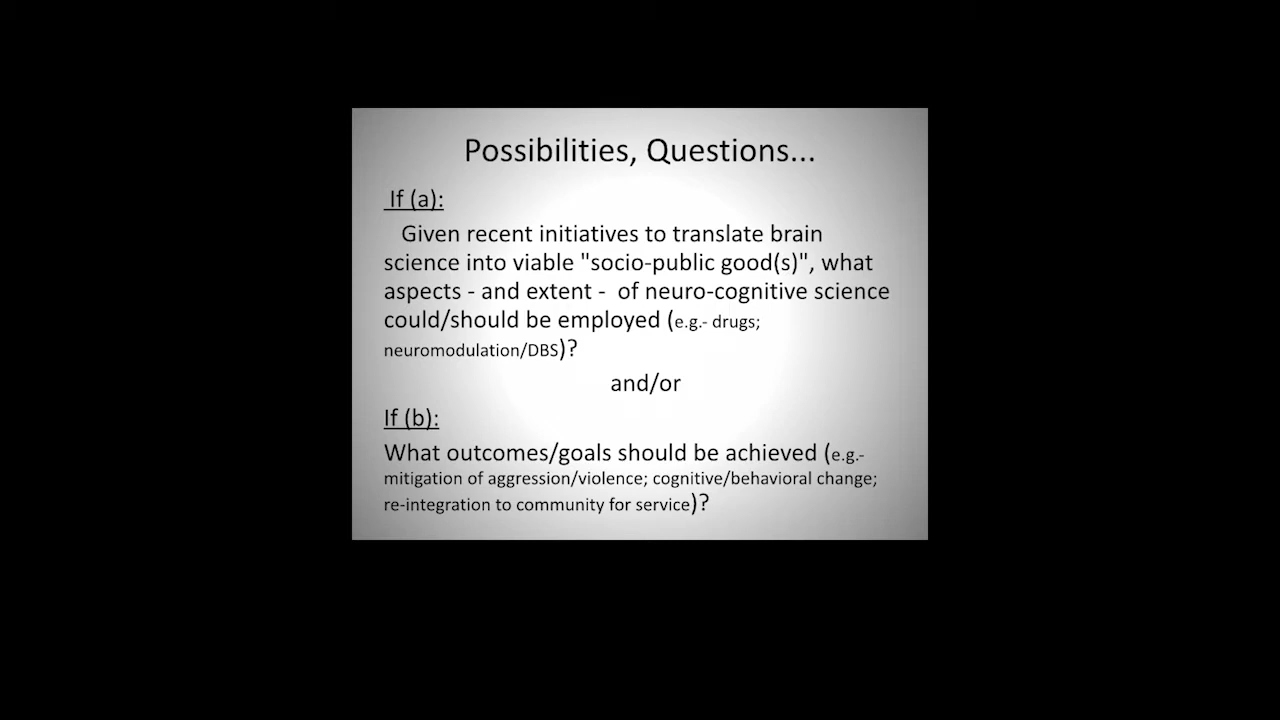 Possibilities, Questions...
If (a):
Given recent initiatives to translate brain
science into viable "socio-public good(s)", what
aspects - and extent -  of neuro-cognitive science
could/should be employed (e.g.- drugs;
neuromodulation/DBS)?
and/or
If (b):
What outcomes/goals should be achieved (e.g.-
mitigation of aggression/violence; cognitive/behavioral change;
re-integration to community for service)?